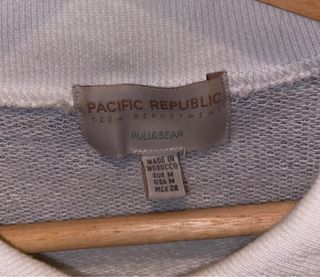 PACIFIC REPUBLIC
TEEN DEPARTMENT
PULL&BEAR
MADE IN
MOROCCO
EUR M
USA M
MEX 28